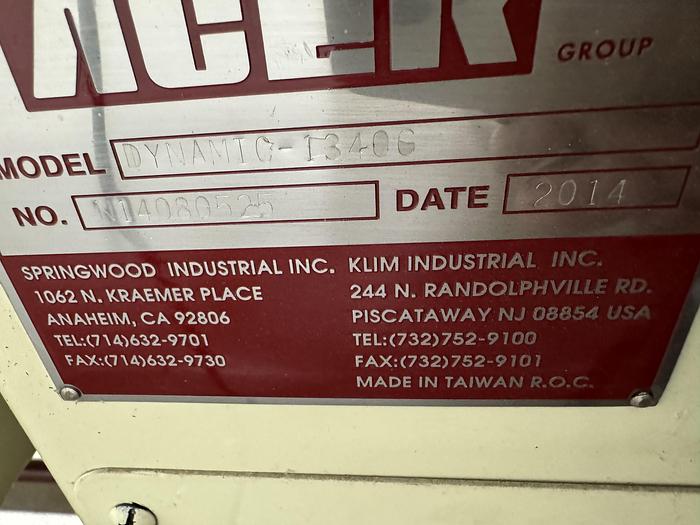 ACER GROUP
MODEL DYNAMIC-1340G
NO. N14080525 DATE 2014
SPRINGWOOD INDUSTRIAL INC.
1062 N. KRAEMER PLACE
ANAHEIM, CA 92806
TEL:(714)632-9701
FAX:(714)632-9730
KLIM INDUSTRIAL INC.
244 N. RANDOLPHVILLE RD.
PISCATAWAY NJ 08854 USA
TEL:(732)752-9100
FAX:(732)752-9101
MADE IN TAIWAN R.O.C.